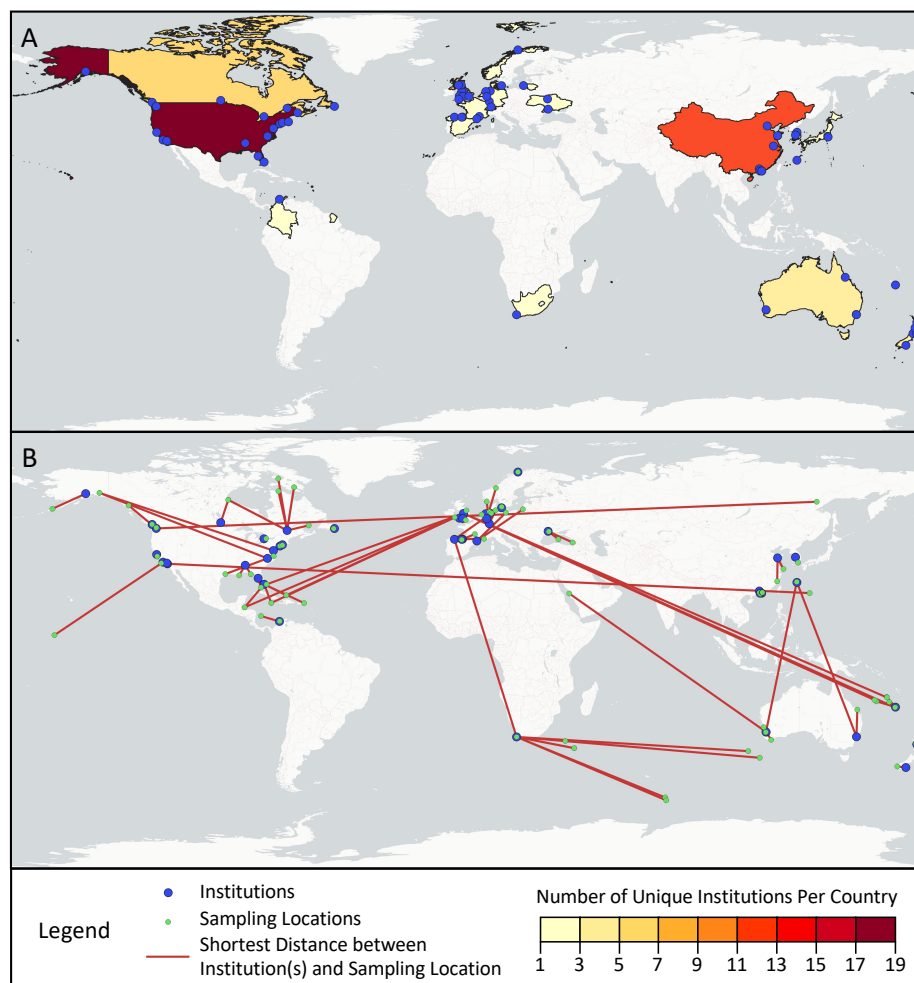 A
B
Legend
Institutions
Sampling Locations
Shortest Distance between
Institution(s) and Sampling Location
Number of Unique Institutions Per Country
1 3 5 7 9 11 13 15 17 19